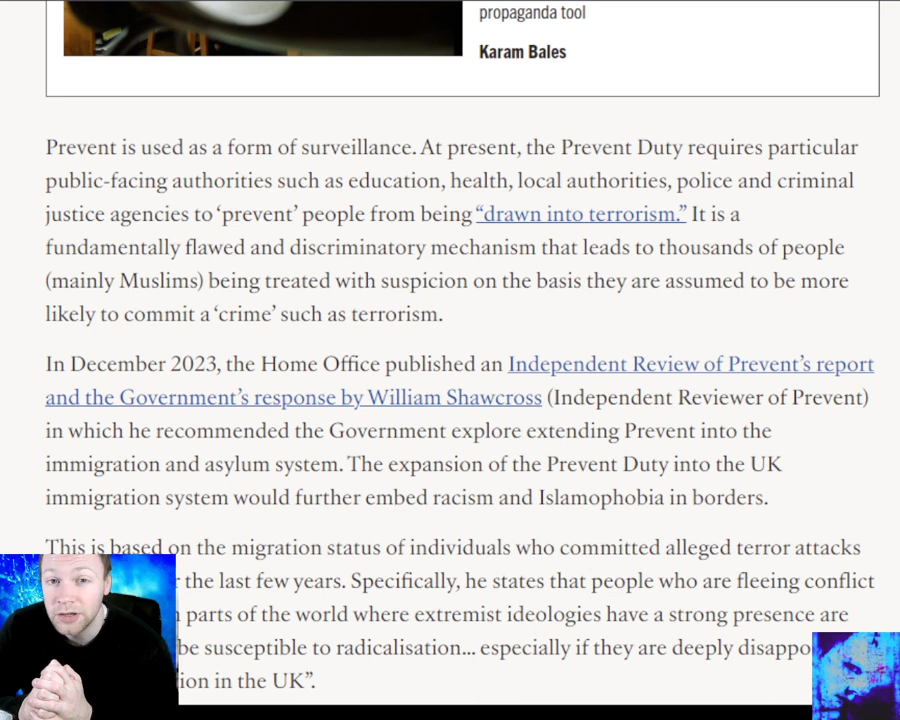 propaganda tool
Karam Bales
Prevent is used as a form of surveillance. At present, the Prevent Duty requires particular
public-facing authorities such as education, health, local authorities, police and criminal
justice agencies to ‘prevent’ people from being “drawn into terrorism.” It is a
fundamentally flawed and discriminatory mechanism that leads to thousands of people
(mainly Muslims) being treated with suspicion on the basis they are assumed to be more
likely to commit a ‘crime’ such as terrorism.
In December 2023, the Home Office published an Independent Review of Prevent’s report
and the Government’s response by William Shawcross (Independent Reviewer of Prevent)
in which he recommended the Government explore extending Prevent into the
immigration and asylum system. The expansion of the Prevent Duty into the UK
immigration system would further embed racism and Islamophobia in borders.
This is based on the migration status of individuals who committed alleged terror attacks
the last few years. Specifically, he states that people who are fleeing conflict
parts of the world where extremist ideologies have a strong presence are
be susceptible to radicalisation... especially if they are deeply
in the UK”.